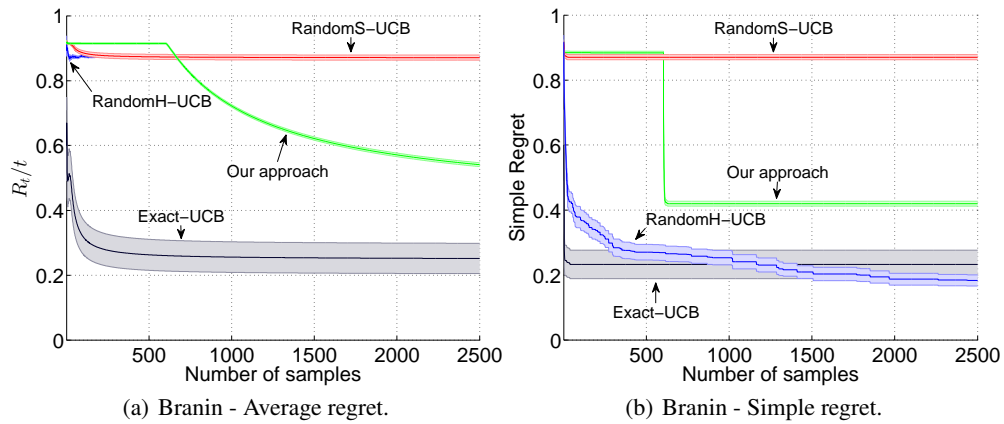 1
0.8
0.6
0.4
0.2
0
R_t/t
500
1000
1500
2000
2500
Number of samples
RandomS−UCB
RandomH−UCB
Our approach
Exact−UCB
(a) Branin - Average regret.
1
0.8
0.6
0.4
0.2
0
Simple Regret
500
1000
1500
2000
2500
Number of samples
RandomS−UCB
Our approach
RandomH−UCB
Exact−UCB
(b) Branin - Simple regret.